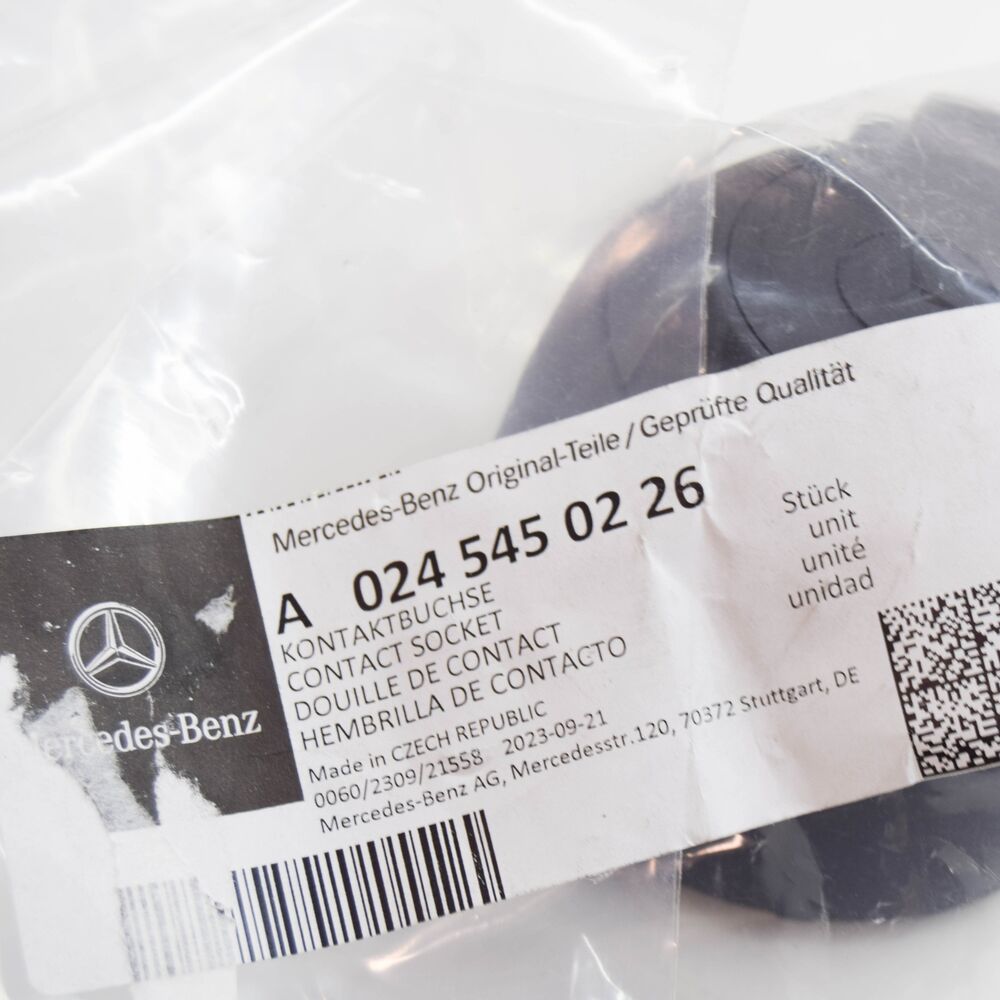 Mercedes-Benz Original-Teile / Geprüfte Qualität
A 024 545 02 26
Stück
unit
unité
unidad
KONTAKTBUCHSE
CONTACT SOCKET
DOUILLE DE CONTACT
HEMBRILLA DE CONTACTO
Made in CZECH REPUBLIC
0060/2309/21558 2023-09-21
Mercedes-Benz AG, Mercedesstr.120, 70372 Stuttgart, DE
Mercedes-Benz